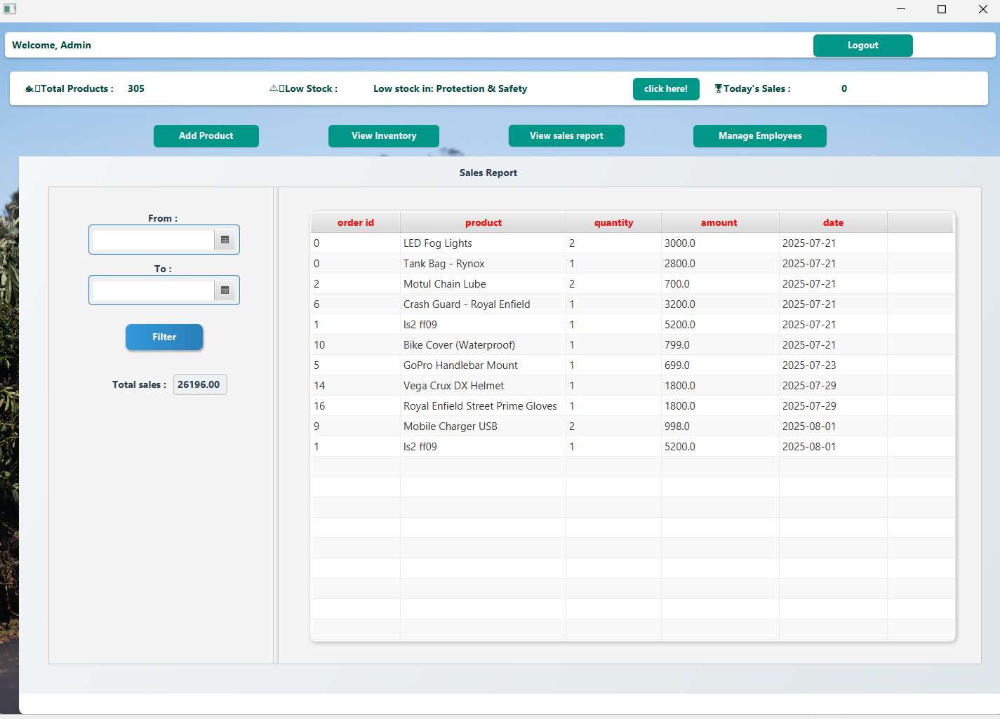 Welcome, Admin
Logout
Total Products : 305
Low Stock : Low stock in: Protection & Safety
click here!
Today's Sales : 0
Add Product
View Inventory
View sales report
Manage Employees
Sales Report
From :
To :
Filter
Total sales : 26196.00
order id product quantity amount date
0 LED Fog Lights 2 3000.0 2025-07-21
0 Tank Bag - Rynox 1 2800.0 2025-07-21
2 Motul Chain Lube 2 700.0 2025-07-21
6 Crash Guard - Royal Enfield 1 3200.0 2025-07-21
1 ls2 ff09 1 5200.0 2025-07-21
10 Bike Cover (Waterproof) 1 799.0 2025-07-21
5 GoPro Handlebar Mount 1 699.0 2025-07-23
14 Vega Crux DX Helmet 1 1800.0 2025-07-29
16 Royal Enfield Street Prime Gloves 1 1800.0 2025-07-29
9 Mobile Charger USB 2 998.0 2025-08-01
1 ls2 ff09 1 5200.0 2025-08-01